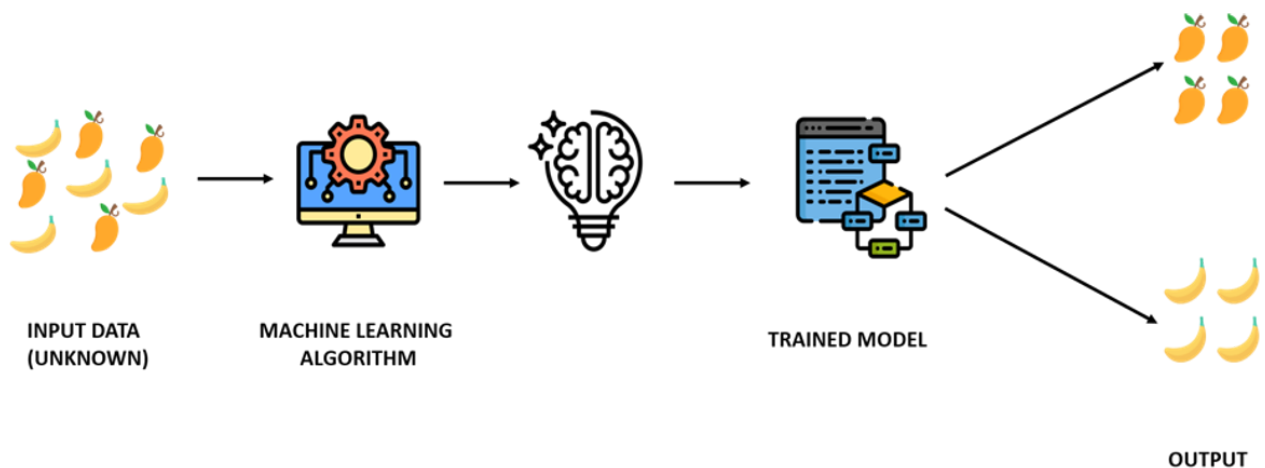 INPUT DATA
(UNKNOWN)
MACHINE LEARNING
ALGORITHM
TRAINED MODEL
OUTPUT